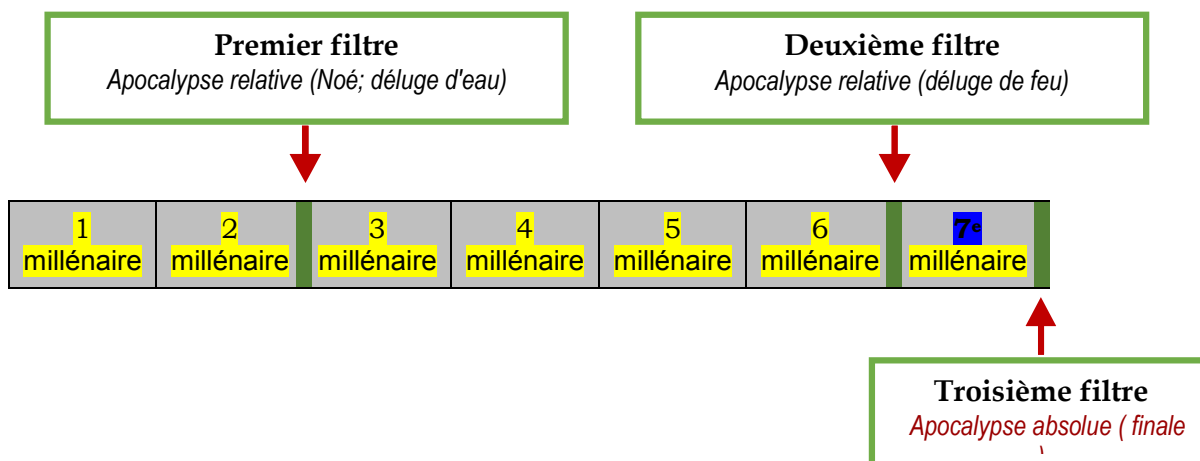 Premier filtre
Apocalypse relative (Noé; déluge d'eau)
Deuxième filtre
Apocalypse relative (déluge de feu)
1 millénaire
2 millénaire
3 millénaire
4 millénaire
5 millénaire
6 millénaire
7e millénaire
Troisième filtre
Apocalypse absolue ( finale
)